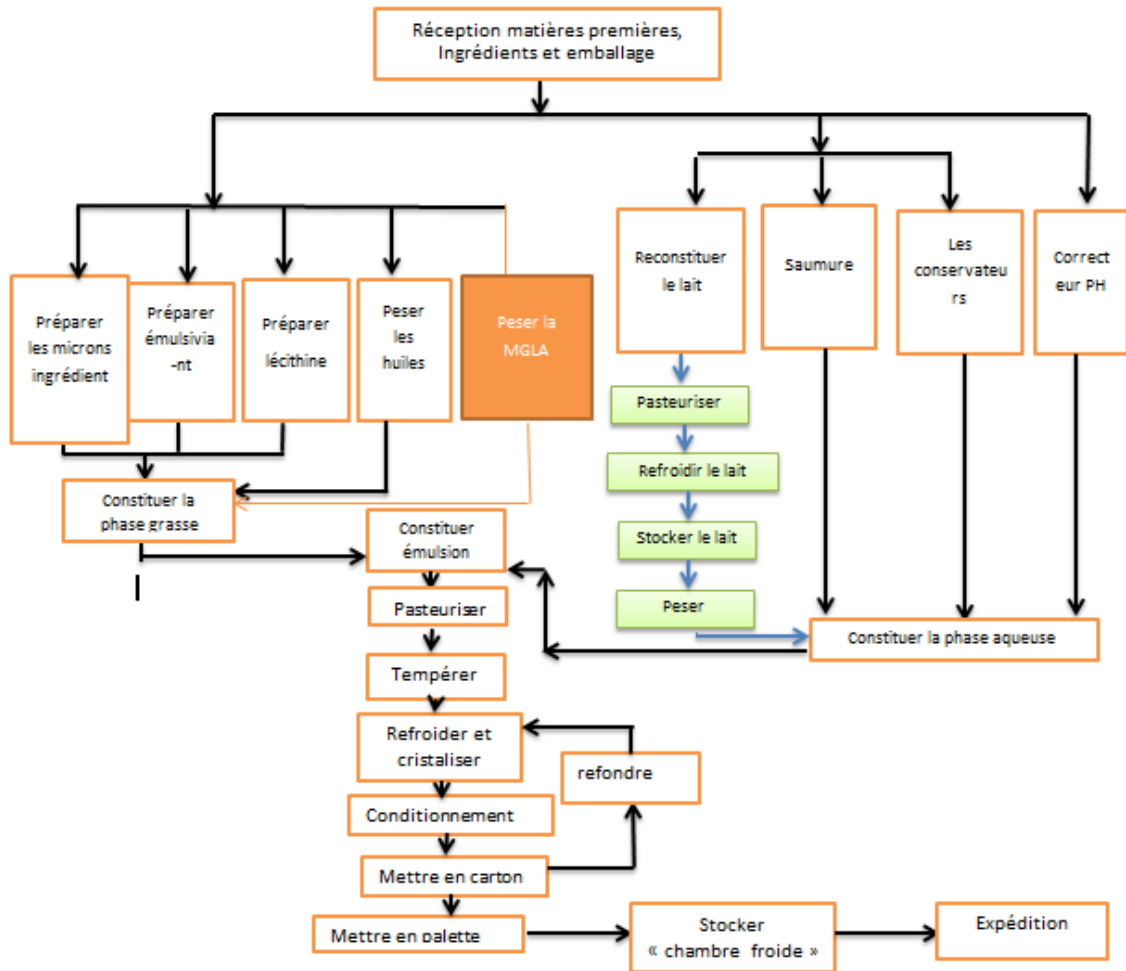 Réception matières premières,
Ingrédients et emballage
Préparer
les microns
ingrédient
Préparer
émulsivia
-nt
Préparer
lécithine
Peser
les
huiles
Peser la
MGLA
Reconstituer
le lait
Saumure
Les
conservateu
rs
Correct
eur PH
Pasteuriser
Refroidir le lait
Stocker le lait
Peser
Constituer la
phase grasse
Constituer
émulsion
Constituer la phase aqueuse
Pasteuriser
Tempérer
Refroider et
cristaliser
refondre
Conditionnement
Mettre en carton
Mettre en palette
Stocker
« chambre froide »
Expédition